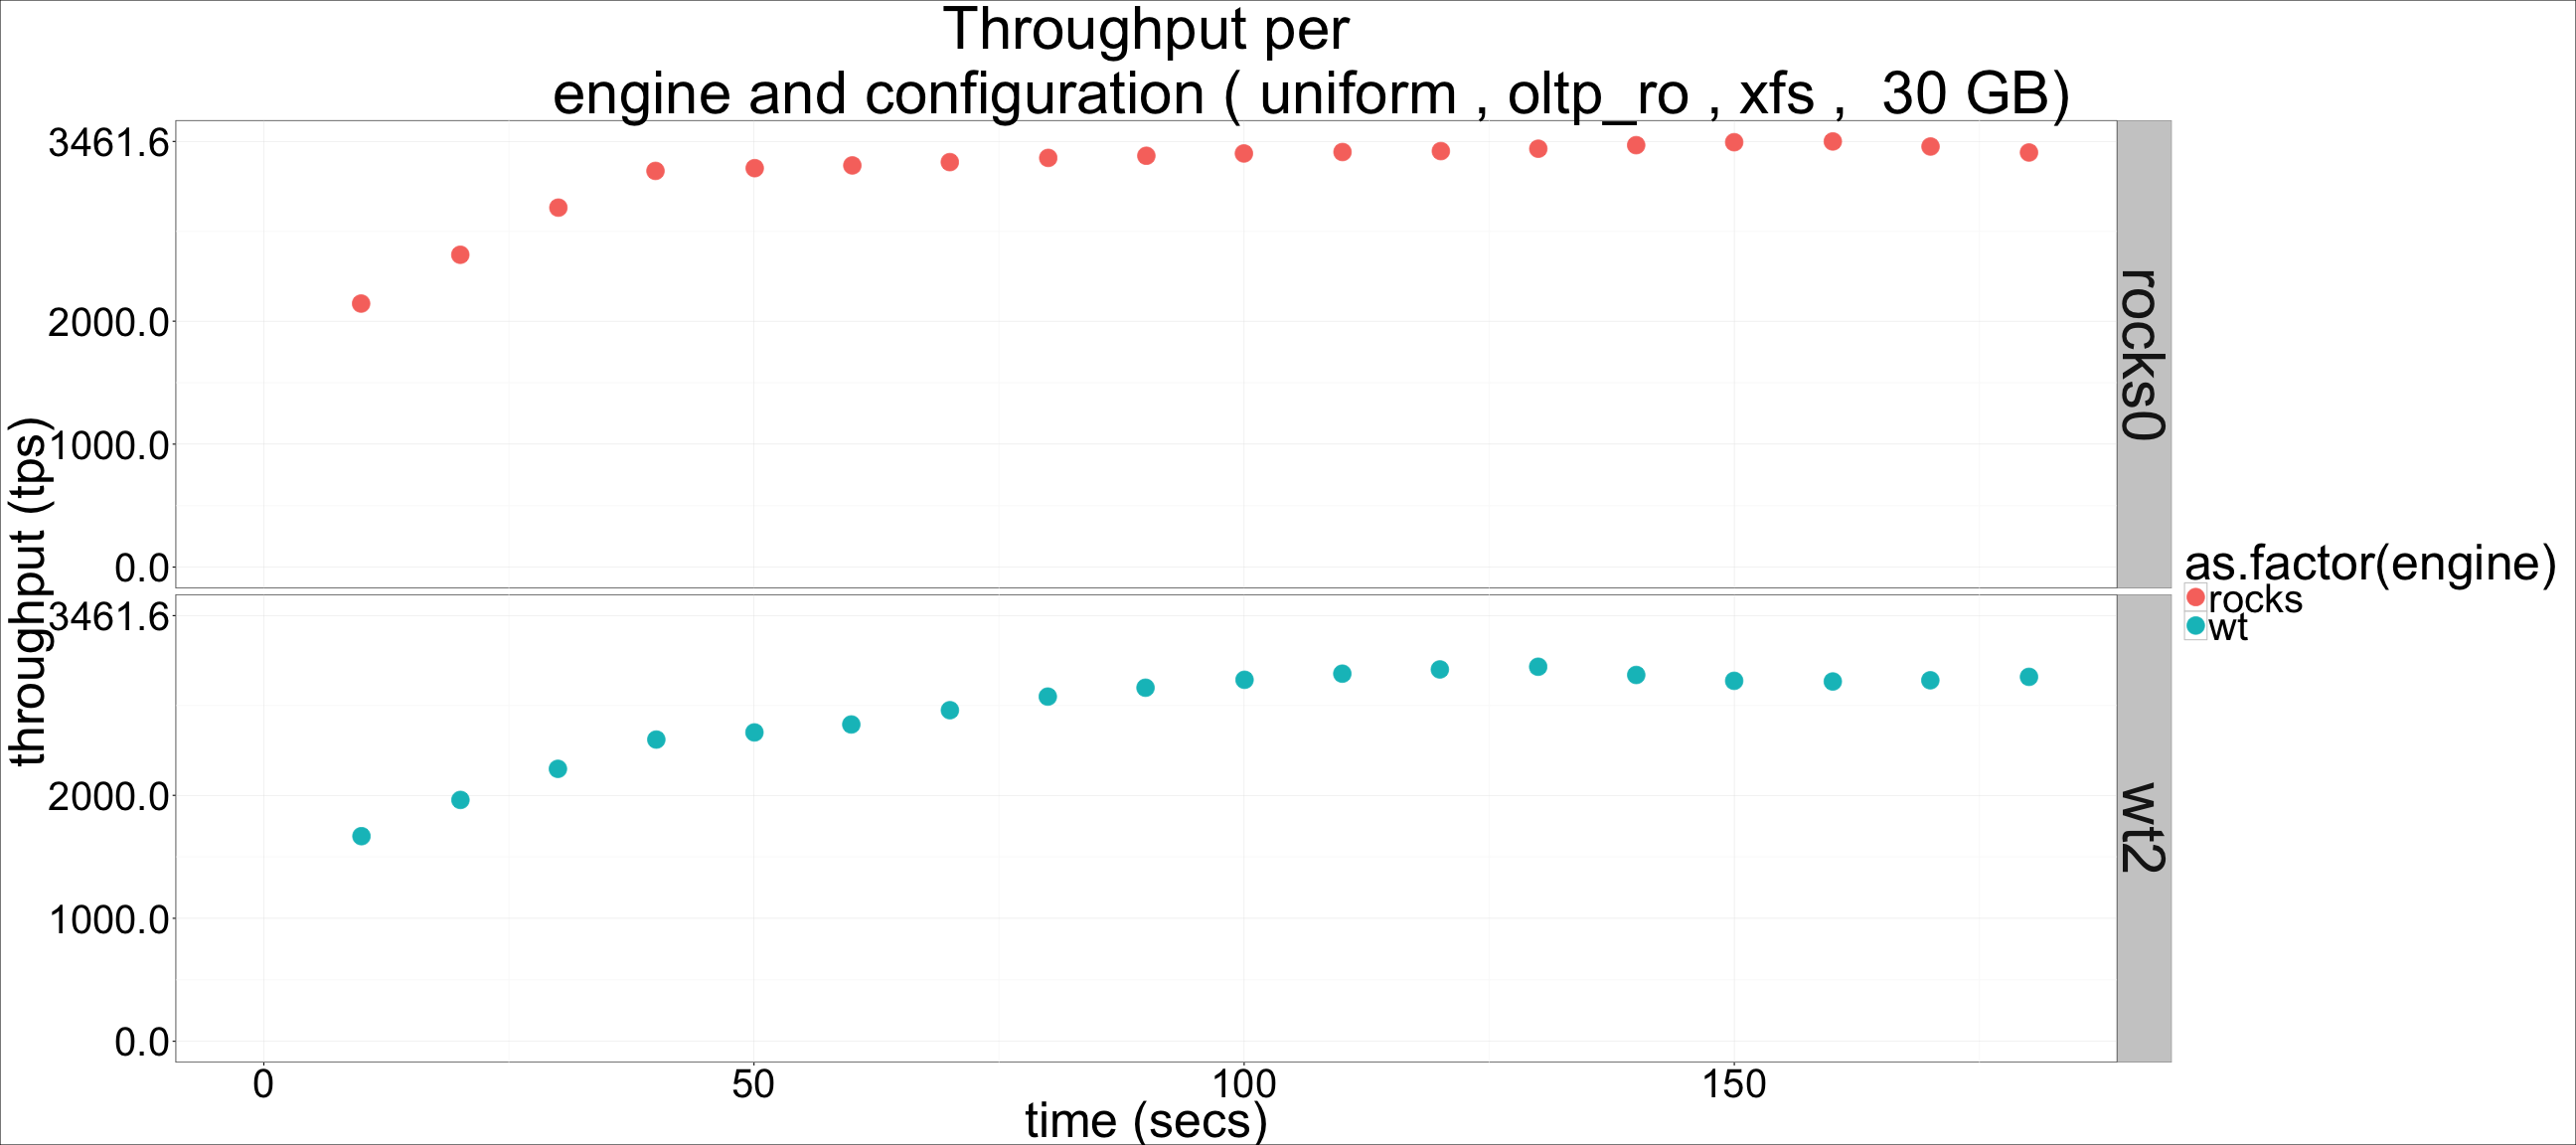 Throughput per
engine and configuration ( uniform , oltp_ro , xfs ,  30 GB)
throughput (tps)
3461.6
2000.0
1000.0
0.0
rocks0
3461.6
2000.0
1000.0
0.0
wt2
0
50
100
150
time (secs)
as.factor(engine)
rocks
wt